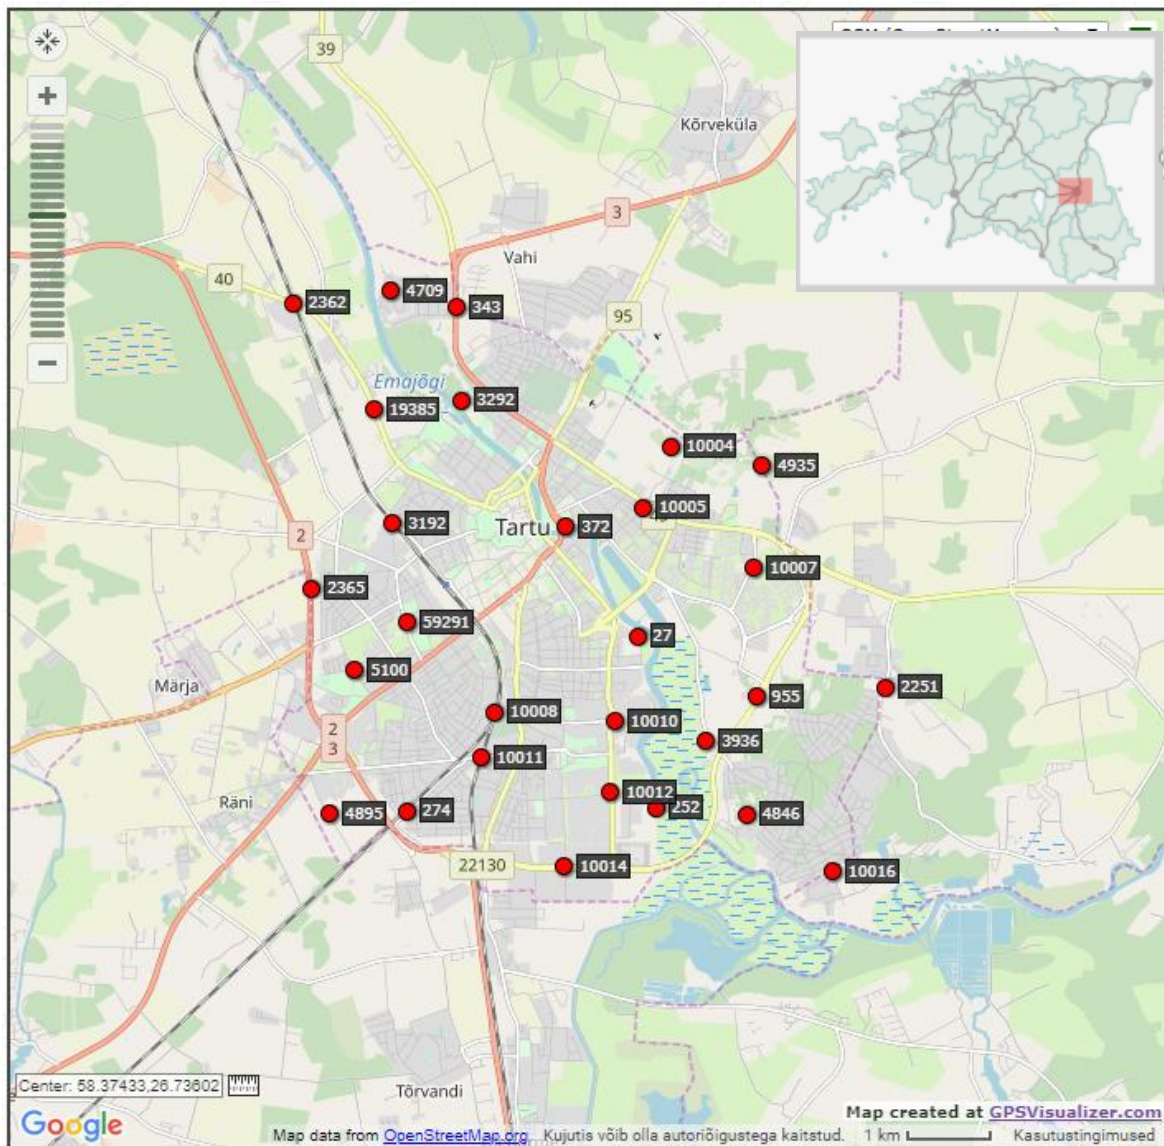 39
Kõrveküla
3
Vahi
40
4709
2362
343
95
Emajõgi
3292
19385
10004
4935
10005
3192
Tartu
372
2
10007
2365
59291
27
5100
Märja
2251
955
10008
10010
2
3
3936
10011
10012
Räni
4895
274
252
4846
22130
10014
10016
Center: 58.37433,26.73602
Tõrvandi
Map created at GPSVisualizer.com
Google
Map data from OpenStreetMap.org
Kujutis võib olla autoriõigustega kaitstud.
1 km
Kasutustingimused